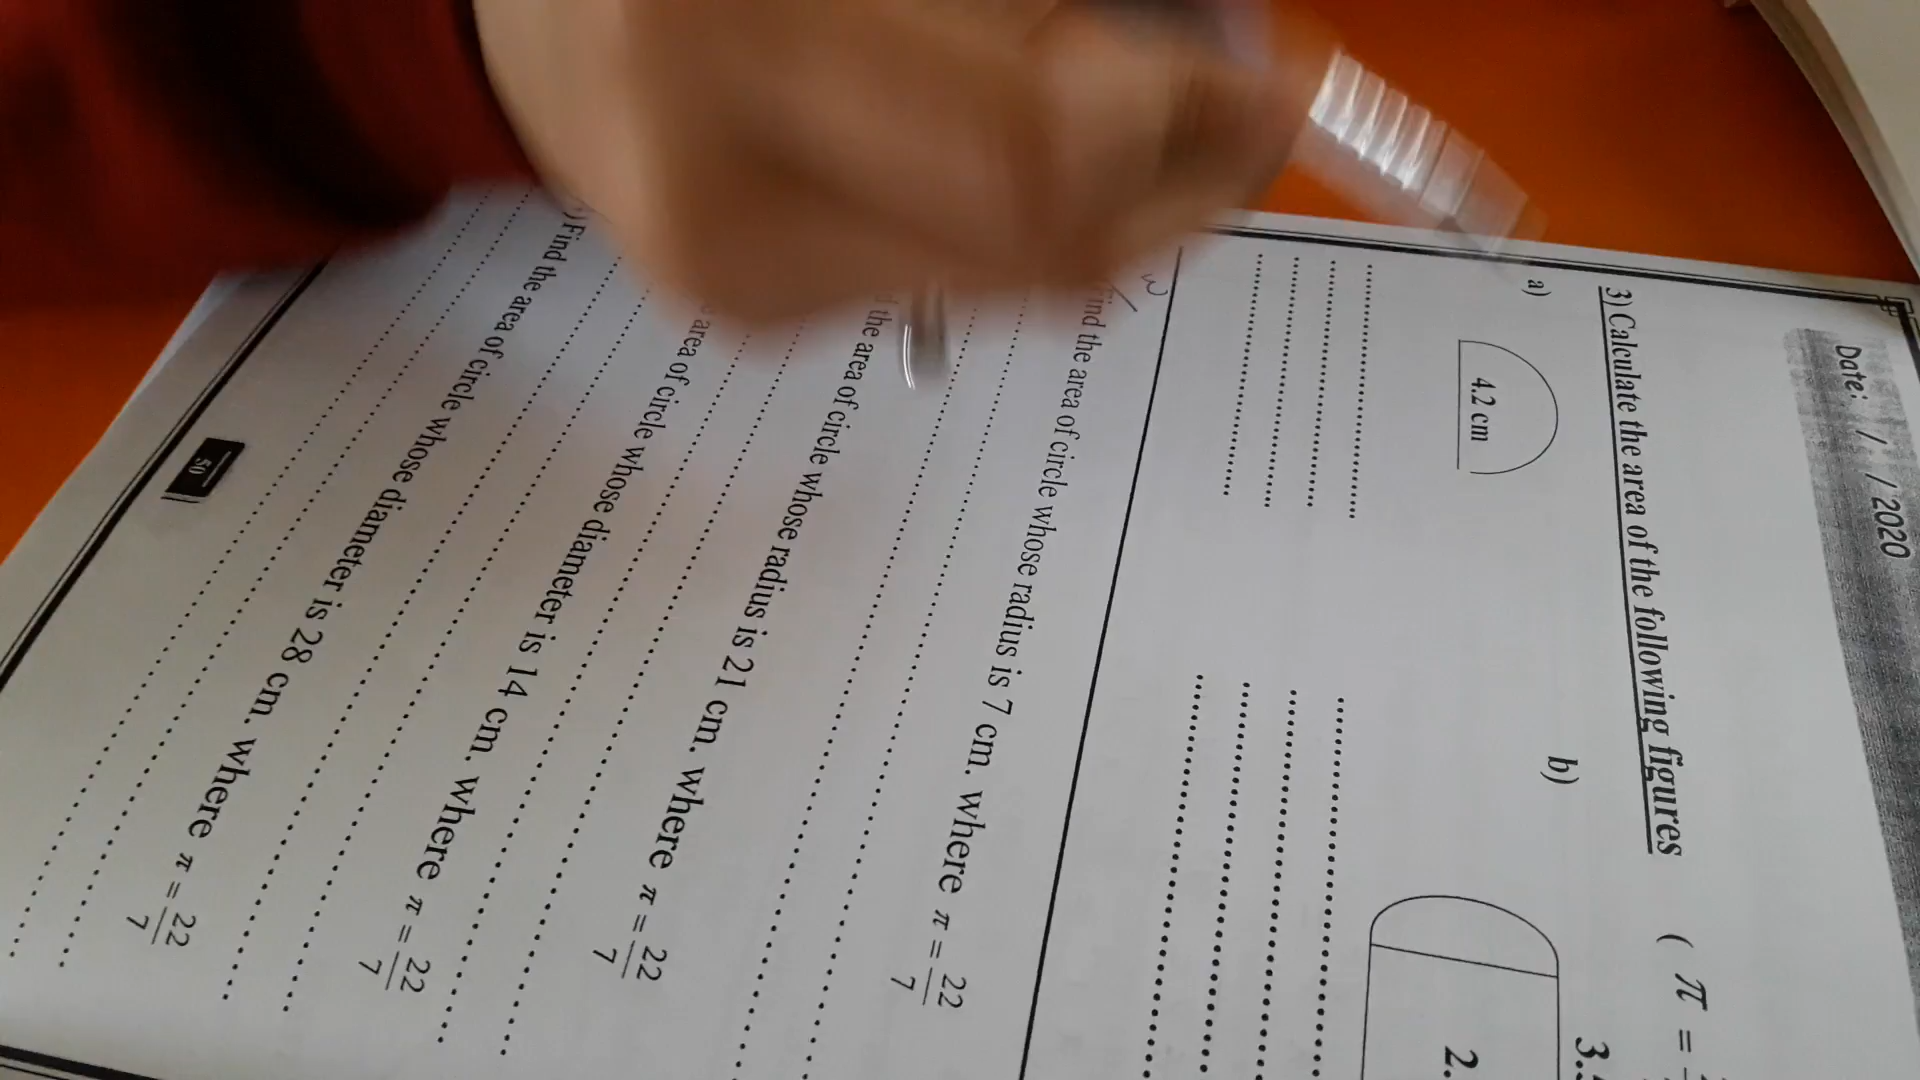 Date: / / 2020
3) Calculate the area of the following figures ( π =
a)
b)
4.2 cm
3.
2.
find the area of circle whose radius is 7 cm. where π = 22/7
the area of circle whose radius is 21 cm. where π = 22/7
area of circle whose diameter is 14 cm. where π = 22/7
) Find the area of circle whose diameter is 28 cm. where π = 22/7
50